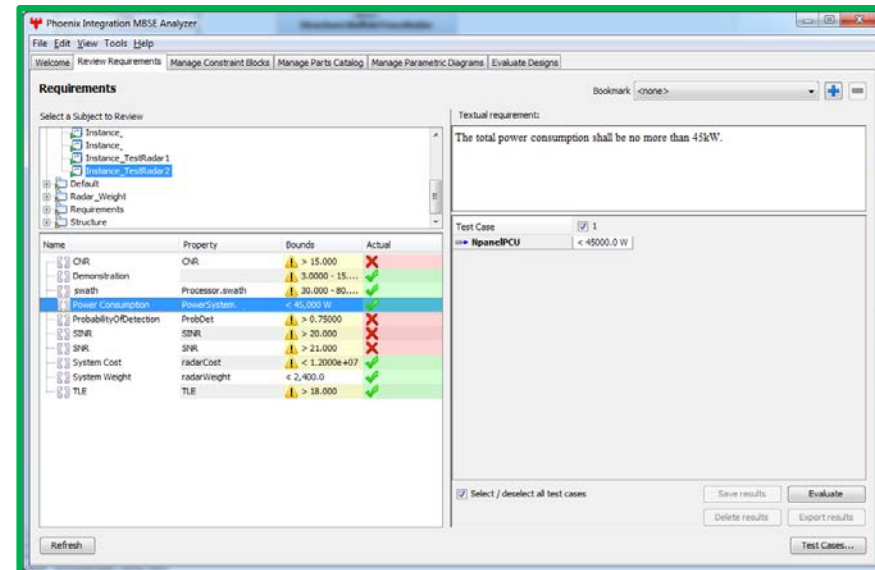 Phoenix Integration MBSE Analyzer
File Edit View Tools Help
Welcome Review Requirements Manage Constraint Blocks Manage Parts Catalog Manage Parametric Diagrams Evaluate Designs
Requirements
Bookmark <none>
Select a Subject to Review
Textual requirement:
Instance_
Instance_
Instance_TestRadar1
Instance_TestRadar2
Default
Radar_Weight
Requirements
Structure
The total power consumption shall be no more than 45kW.
Test Case 1
NpanelPCU < 45000.0 W
Name Property Bounds Actual
CNR CNR > 15.000
Demonstration 3.0000 - 15....
swath Processor.swath 30.000 - 80....
Power Consumption PowerSystem. < 45,000 W
ProbabilityOfDetection ProbDet > 0.75000
SINR SINR > 20.000
SNR SNR > 21.000
System Cost radarCost < 1.2000e+07
System Weight radarWeight < 2,400.0
TLE TLE > 18.000
Select / deselect all test cases
Save results Evaluate
Delete results Export results
Refresh
Test Cases...